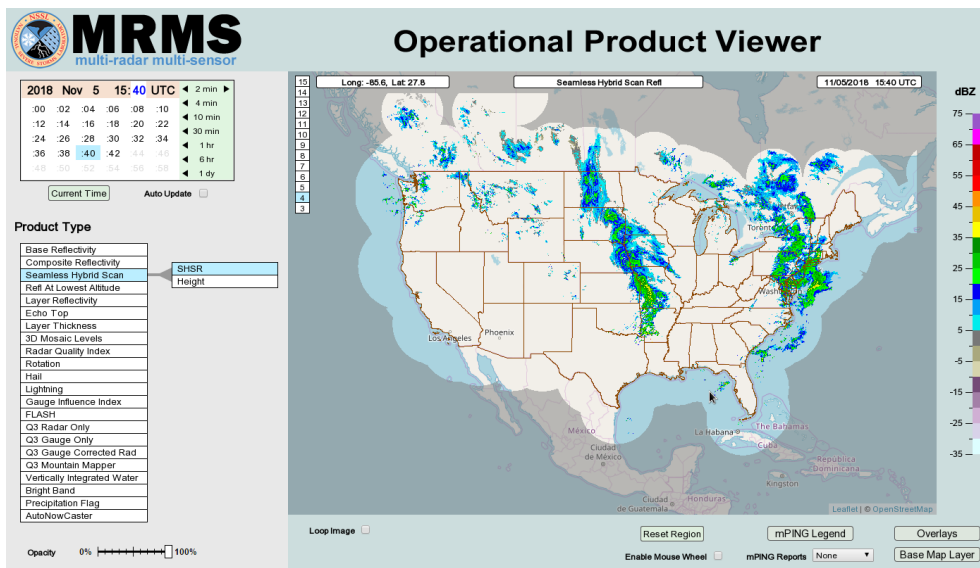 NSSL
MRMS
multi-radar multi-sensor
Operational Product Viewer
2018 Nov 5 15:40 UTC
2 min
:00 :02 :04 :06 :08 :10
4 min
:12 :14 :16 :18 :20 :22
10 min
:24 :26 :28 :30 :32 :34
30 min
:36 :38 :40 :42 :44 :46
1 hr
:48 :50 :52 :54 :56 :58
6 hr
1 dy
Current Time
Auto Update
Product Type
Base Reflectivity
Composite Reflectivity
Seamless Hybrid Scan
Refl At Lowest Altitude
Layer Reflectivity
Echo Top
Layer Thickness
3D Mosaic Levels
Radar Quality Index
Rotation
Hail
Lightning
Gauge Influence Index
FLASH
Q3 Radar Only
Q3 Gauge Only
Q3 Gauge Corrected Rad
Q3 Mountain Mapper
Vertically Integrated Water
Bright Band
Precipitation Flag
AutoNowCaster
SHSR
Height
Opacity 0% 100%
15
14
13
12
11
10
9
8
7
6
5
4
3
Long: -85.6, Lat: 27.8
Seamless Hybrid Scan Refl
11/05/2018 15:40 UTC
Toronto
Phoenix
Los Angeles
México
Ciudad
de México
La Habana
The Bahamas
Cuba
República
Dominicana
Kingston
Ciudad
de Guatemala
Honduras
Leaflet | © OpenStreetMap
dBZ
75
65
55
45
35
25
15
5
-5
-15
-25
-35
Loop Image
Reset Region
mPING Legend
Overlays
Enable Mouse Wheel
mPING Reports
None
Base Map Layer